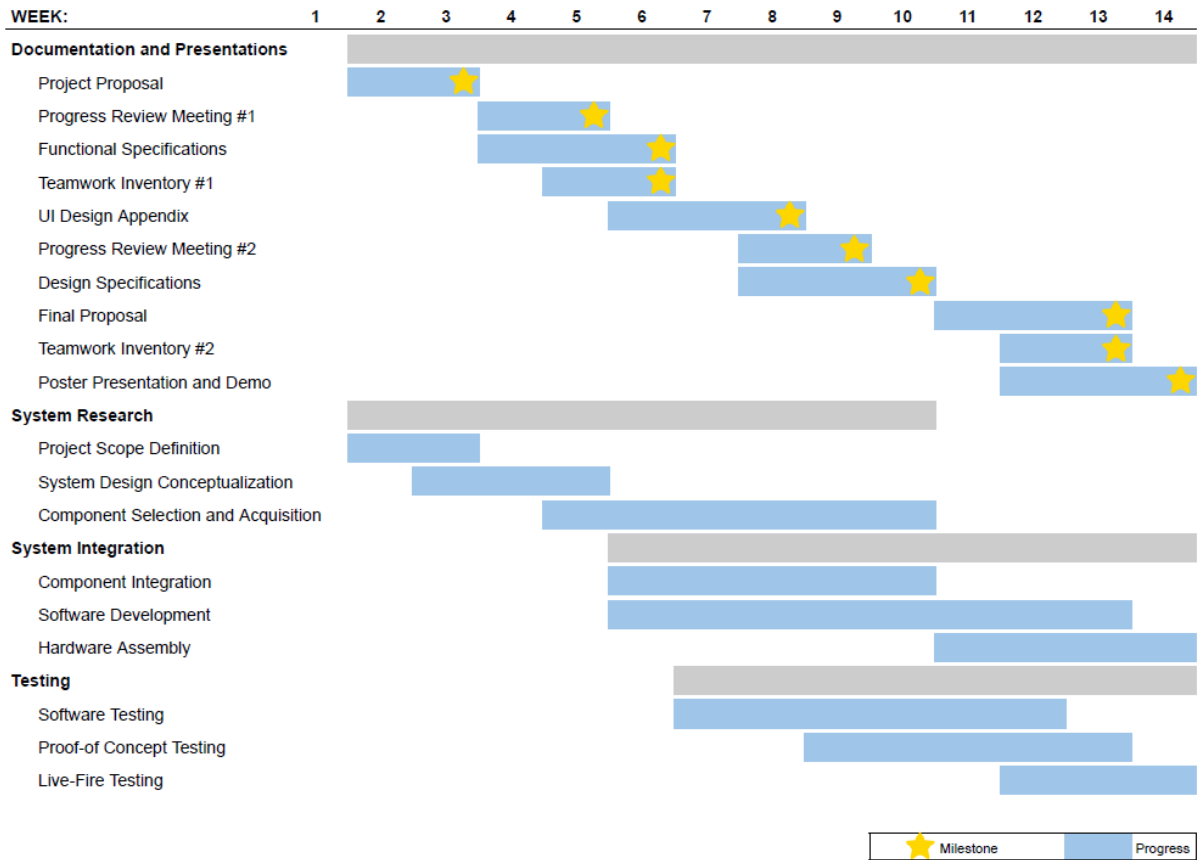 WEEK: 1 2 3 4 5 6 7 8 9 10 11 12 13 14
Documentation and Presentations
Project Proposal
Progress Review Meeting #1
Functional Specifications
Teamwork Inventory #1
UI Design Appendix
Progress Review Meeting #2
Design Specifications
Final Proposal
Teamwork Inventory #2
Poster Presentation and Demo
System Research
Project Scope Definition
System Design Conceptualization
Component Selection and Acquisition
System Integration
Component Integration
Software Development
Hardware Assembly
Testing
Software Testing
Proof-of Concept Testing
Live-Fire Testing
Milestone Progress